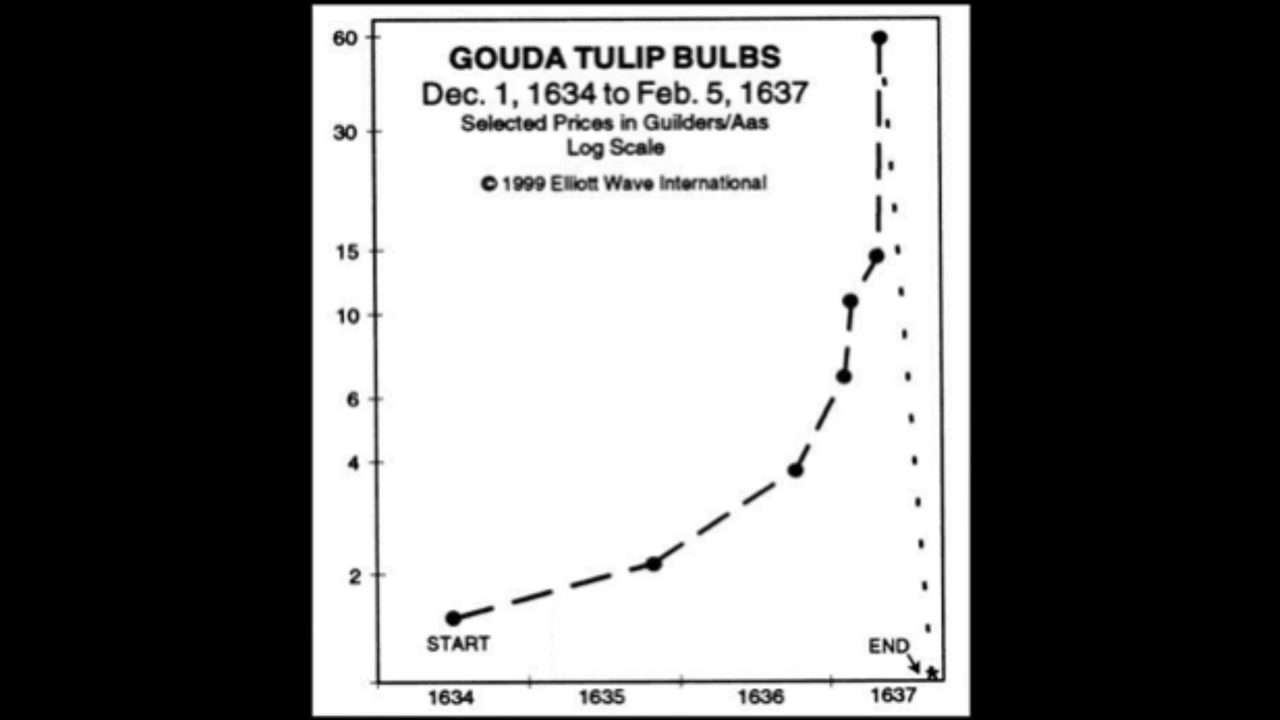 GOUDA TULIP BULBS
Dec. 1, 1634 to Feb. 5, 1637
Selected Prices in Guilders/Aas
Log Scale
© 1999 Elliott Wave International
60
30
15
10
6
4
2
START
END
1634 1635 1636 1637